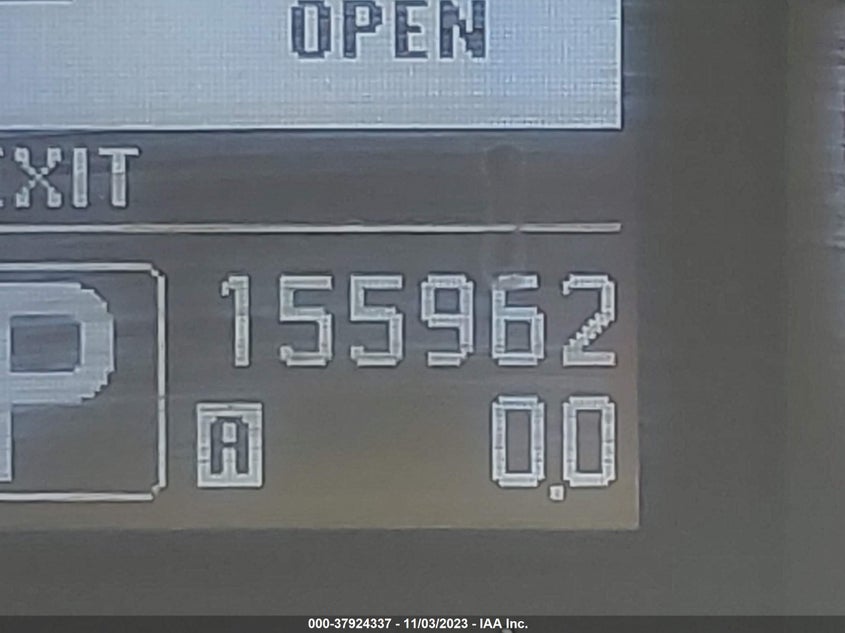 OPEN
EXIT
P
155962
A 0.0
000-37924337 - 11/03/2023 - IAA Inc.